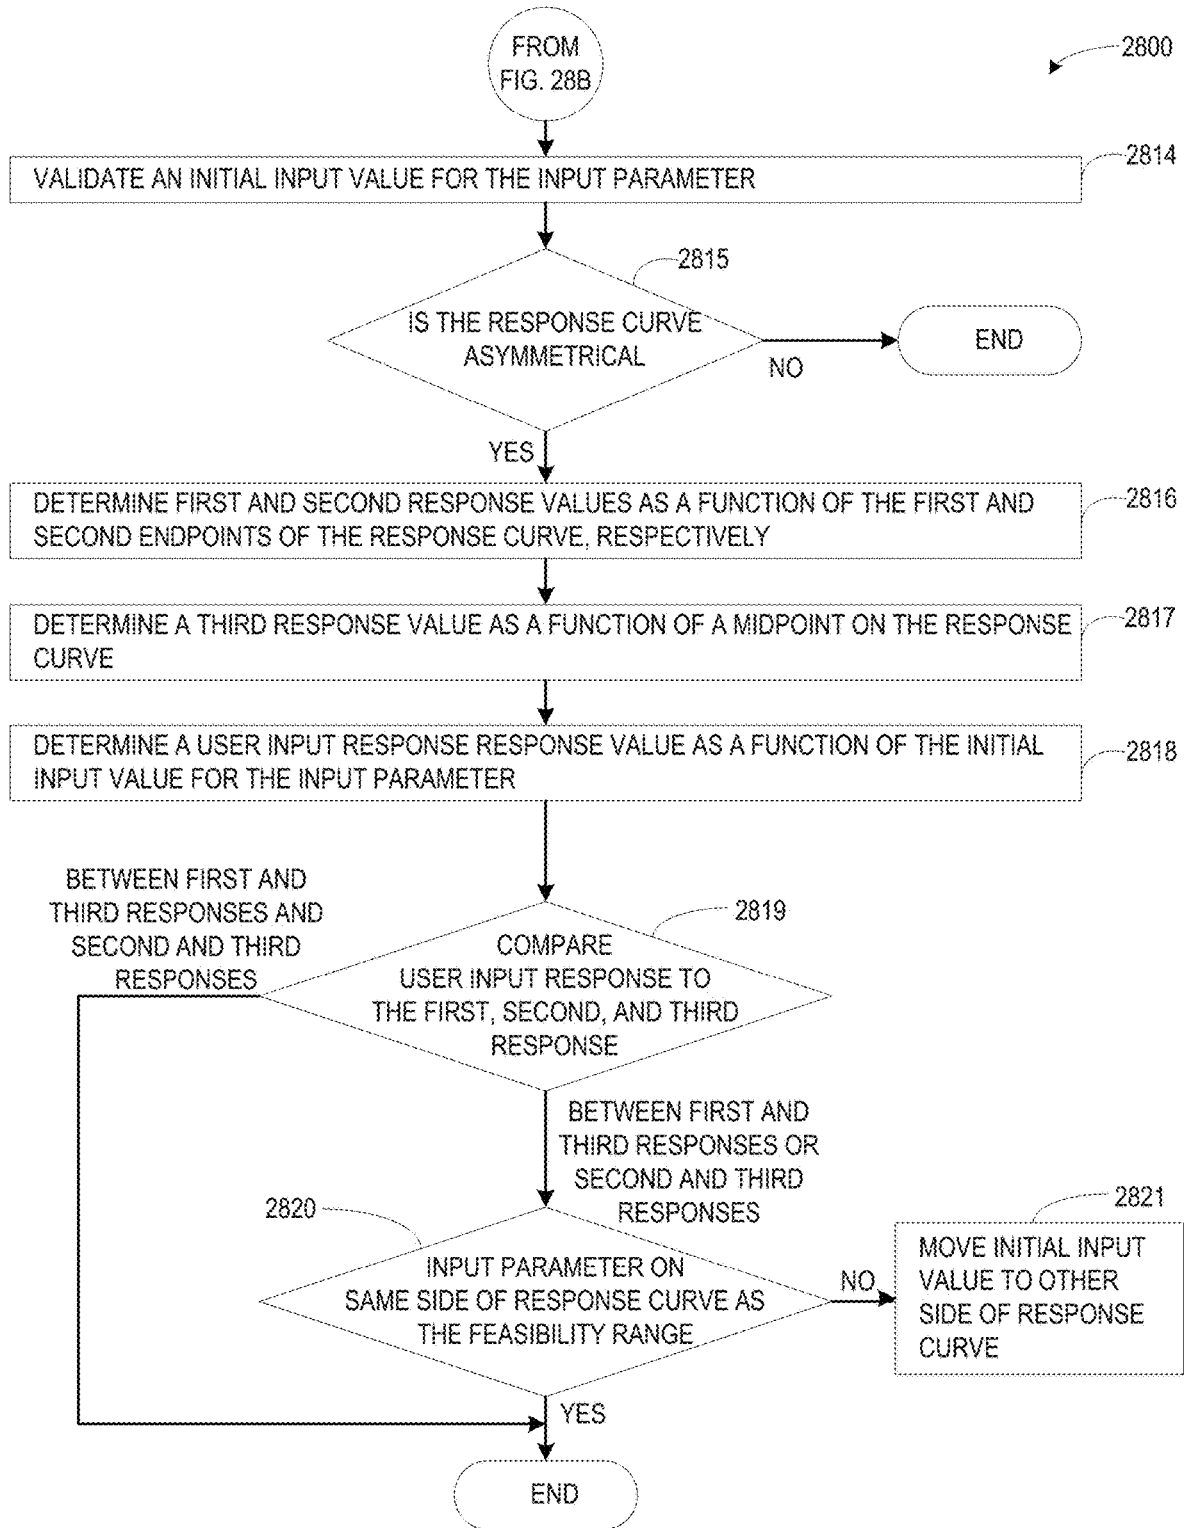 FROM
FIG. 28B
2800
2814
VALIDATE AN INITIAL INPUT VALUE FOR THE INPUT PARAMETER
2815
IS THE RESPONSE CURVE
ASYMMETRICAL
NO
END
YES
DETERMINE FIRST AND SECOND RESPONSE VALUES AS A FUNCTION OF THE FIRST AND
SECOND ENDPOINTS OF THE RESPONSE CURVE, RESPECTIVELY
2816
DETERMINE A THIRD RESPONSE VALUE AS A FUNCTION OF A MIDPOINT ON THE RESPONSE
CURVE
2817
DETERMINE A USER INPUT RESPONSE RESPONSE VALUE AS A FUNCTION OF THE INITIAL
INPUT VALUE FOR THE INPUT PARAMETER
2818
BETWEEN FIRST AND
THIRD RESPONSES AND
SECOND AND THIRD
RESPONSES
2819
COMPARE
USER INPUT RESPONSE TO
THE FIRST, SECOND, AND THIRD
RESPONSE
BETWEEN FIRST AND
THIRD RESPONSES OR
SECOND AND THIRD
RESPONSES
2820
INPUT PARAMETER ON
SAME SIDE OF RESPONSE CURVE AS
THE FEASIBILITY RANGE
NO
2821
MOVE INITIAL INPUT
VALUE TO OTHER
SIDE OF RESPONSE
CURVE
YES
END